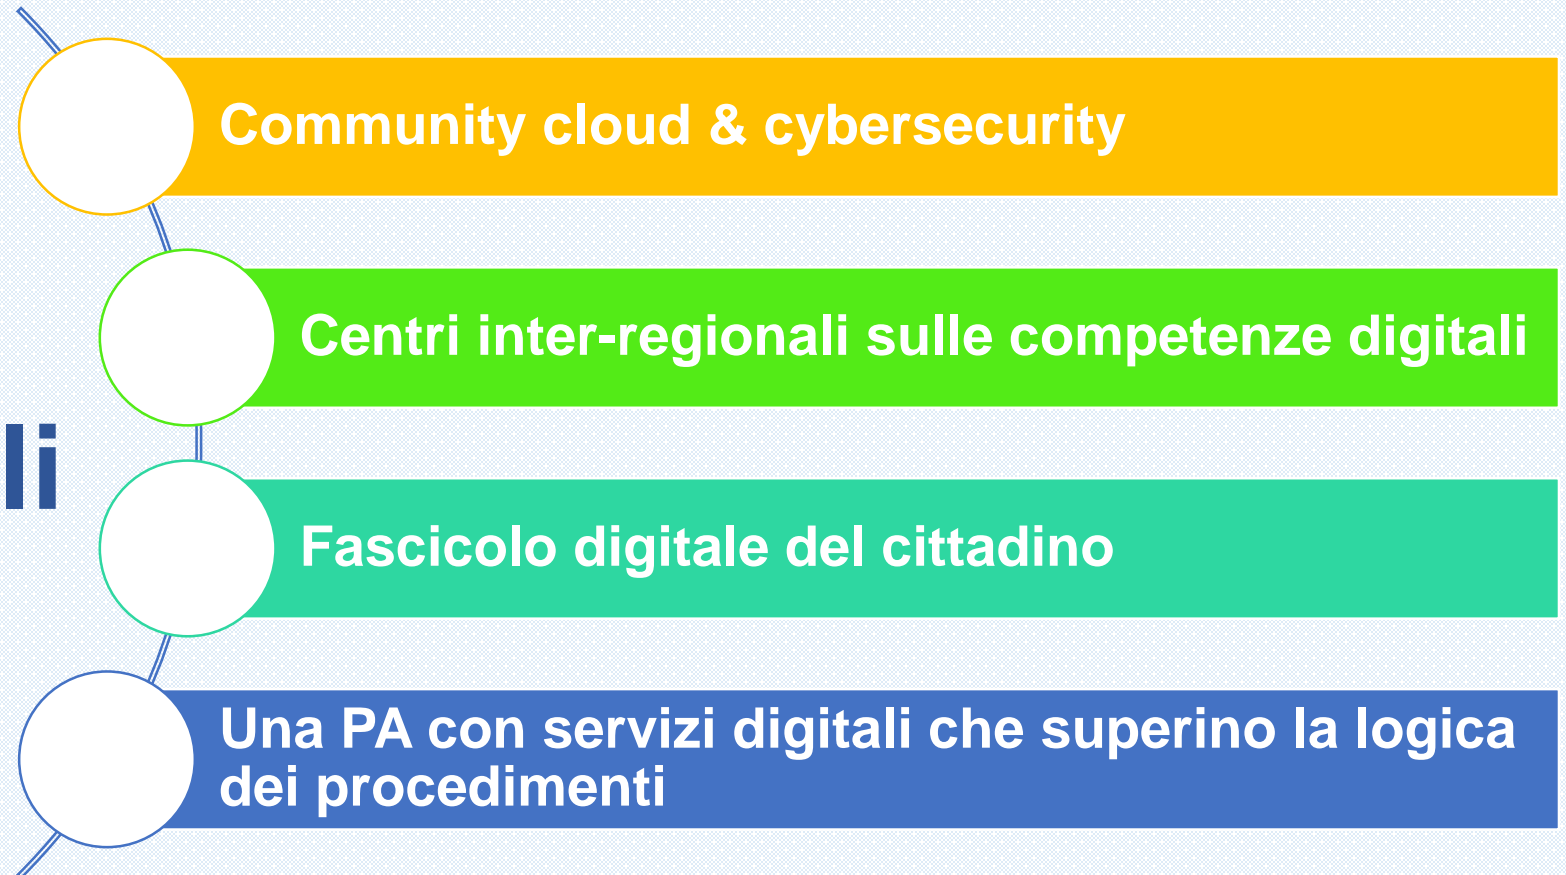 Community cloud & cybersecurity
Centri inter-regionali sulle competenze digitali
li
Fascicolo digitale del cittadino
Una PA con servizi digitali che superino la logica
dei procedimenti